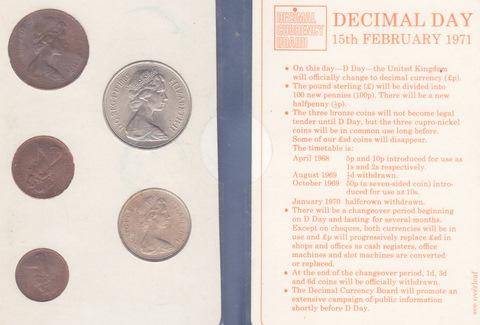 DECIMAL
CURRENCY
BOARD
DECIMAL DAY
15th FEBRUARY 1971
• On this day—D Day—the United Kingdom
will officially change to decimal currency (£p).
• The pound sterling (£) will be divided into
100 new pennies (100p). There will be a new
halfpenny (½p).
• The three bronze coins will not become legal
tender until D Day, but the three cupro-nickel
coins will be in common use long before.
Some of our £sd coins will disappear.
The timetable is:
April 1968 5p and 10p introduced for use as
1s and 2s respectively.
August 1969 ½d withdrawn.
October 1969 50p (a seven-sided coin) intro-
duced for use as 10s.
January 1970 halfcrown withdrawn.
• There will be a changeover period beginning
on D Day and lasting for several months.
Except on cheques, both currencies will be in
use and £p will progressively replace £sd in
shops and offices as cash registers, office
machines and slot machines are converted
or replaced.
• At the end of the changeover period, 1d, 3d
and 6d coins will be officially withdrawn.
• The Decimal Currency Board will promote an
extensive campaign of public information
shortly before D Day.
see overleaf